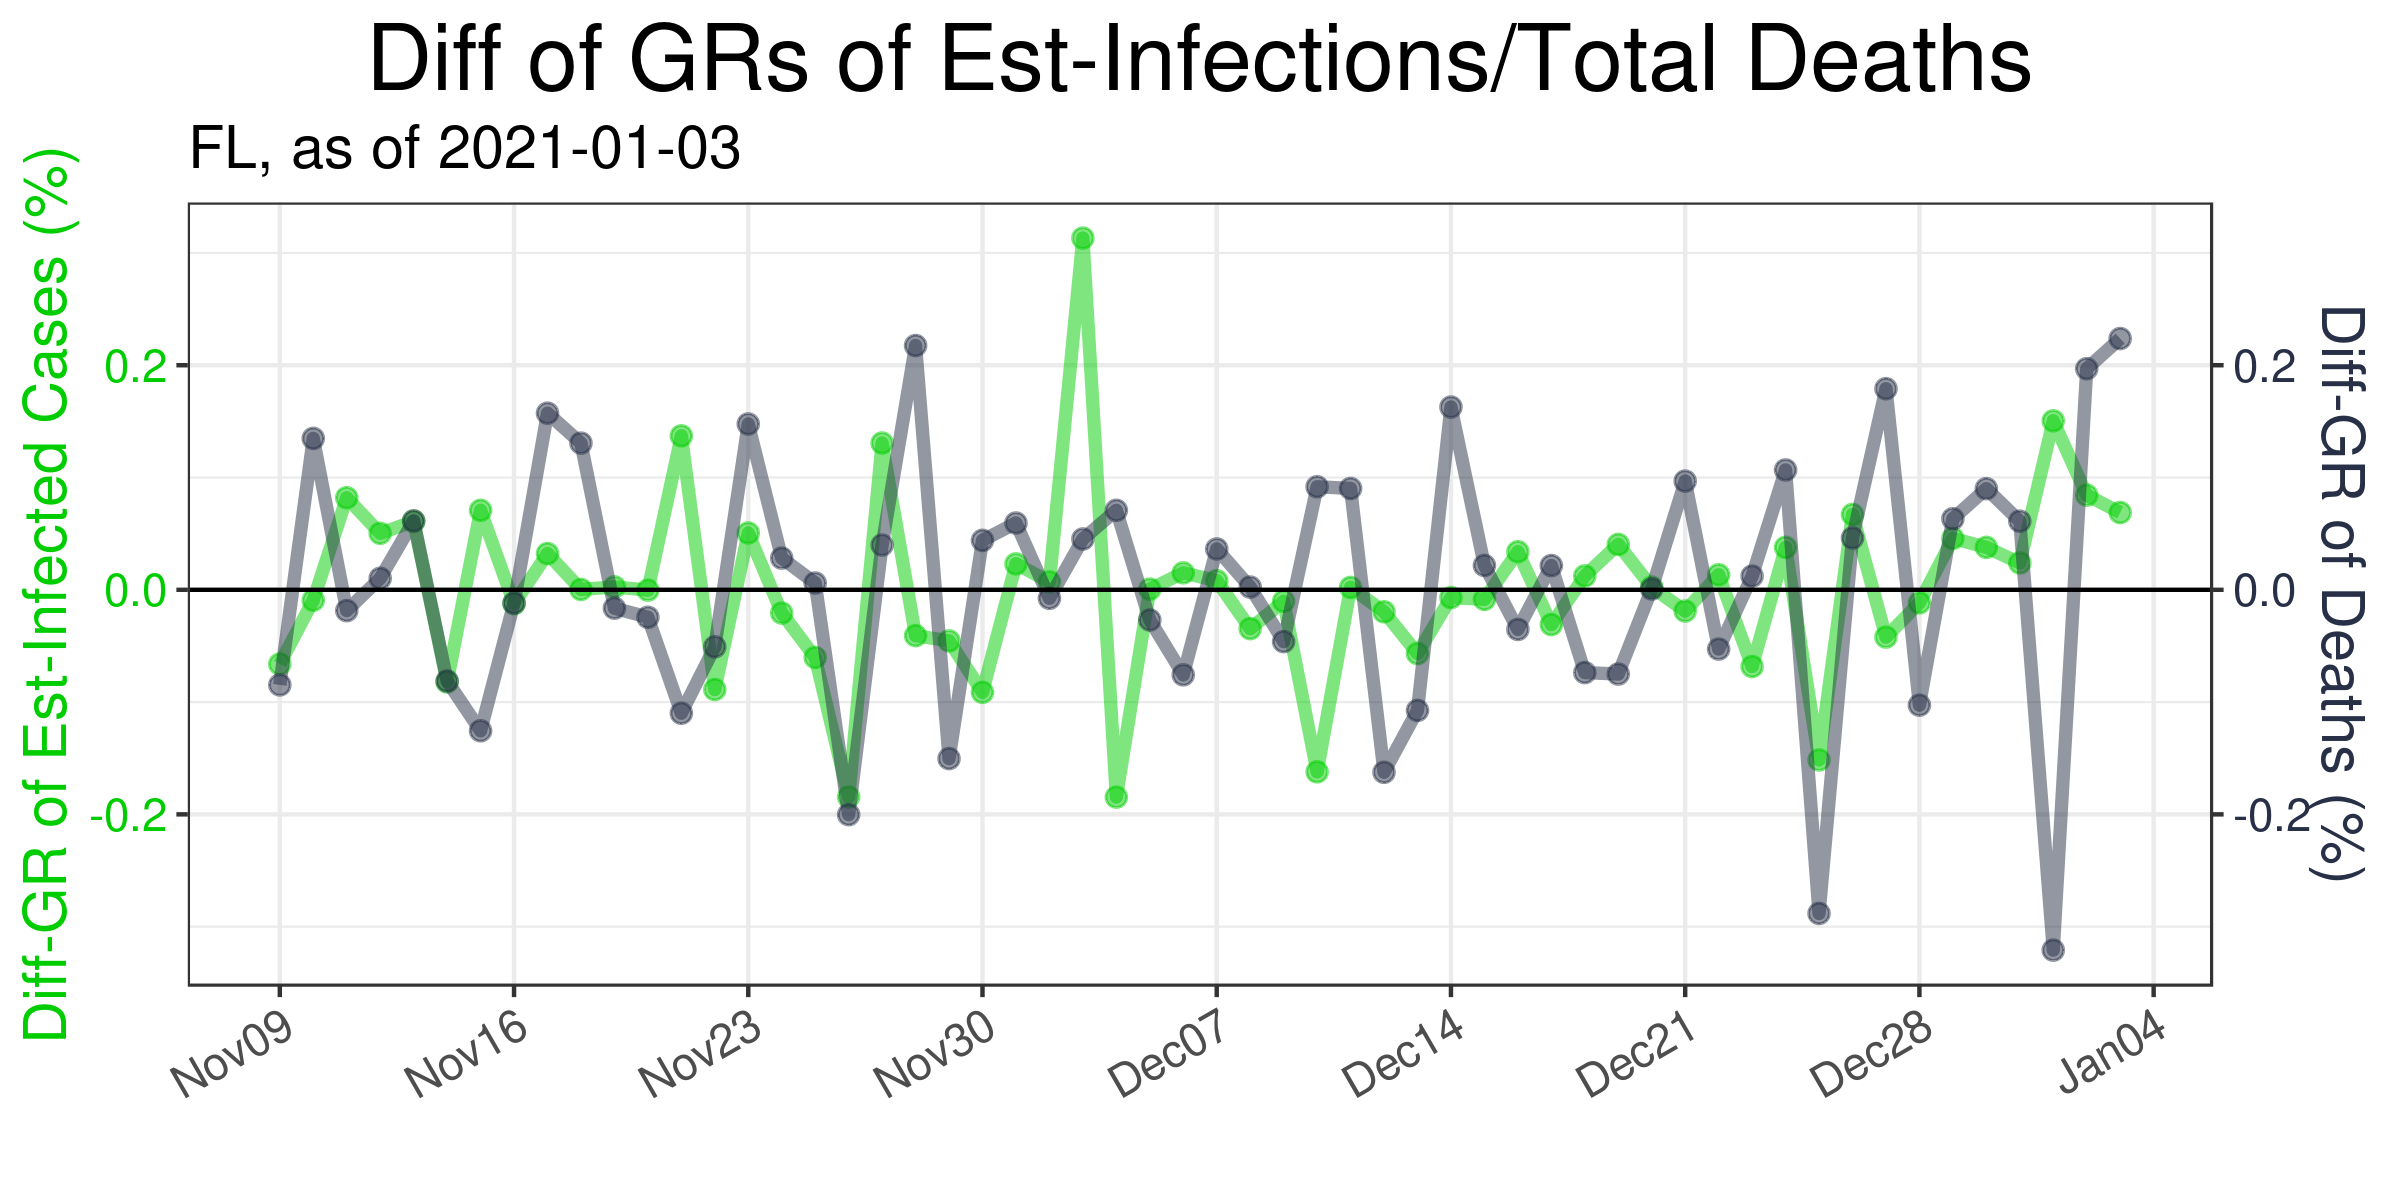 Diff of GRs of Est-Infections/Total Deaths
FL, as of 2021-01-03
Diff-GR of Est-Infected Cases (%)
0.2
0.0
-0.2
0.2
0.0
-0.2
Diff-GR of Deaths (%)
Nov09
Nov16
Nov23
Nov30
Dec07
Dec14
Dec21
Dec28
Jan04